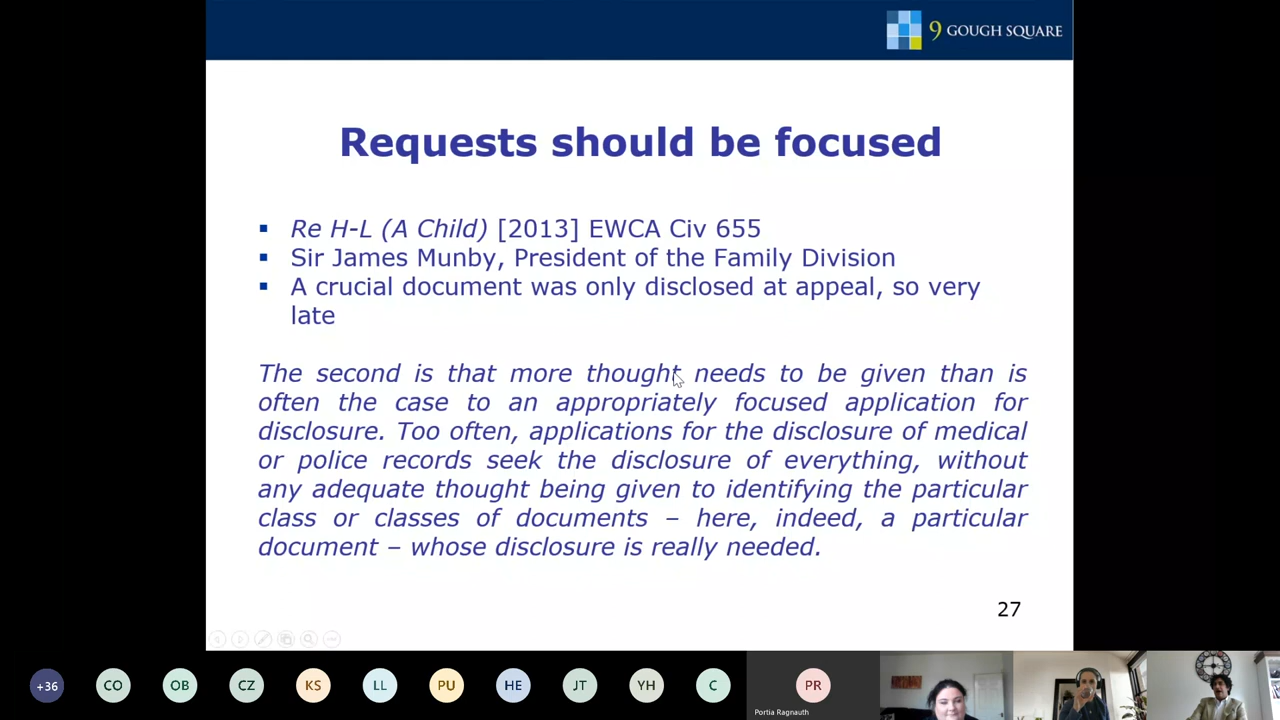 9 GOUGH SQUARE
Requests should be focused
▪ Re H-L (A Child) [2013] EWCA Civ 655
▪ Sir James Munby, President of the Family Division
▪ A crucial document was only disclosed at appeal, so very
late
The second is that more thought needs to be given than is
often the case to an appropriately focused application for
disclosure. Too often, applications for the disclosure of medical
or police records seek the disclosure of everything, without
any adequate thought being given to identifying the particular
class or classes of documents – here, indeed, a particular
document – whose disclosure is really needed.
27
+36 CO OB CZ KS LL PU HE JT YH C PR
Portia Ragnauth